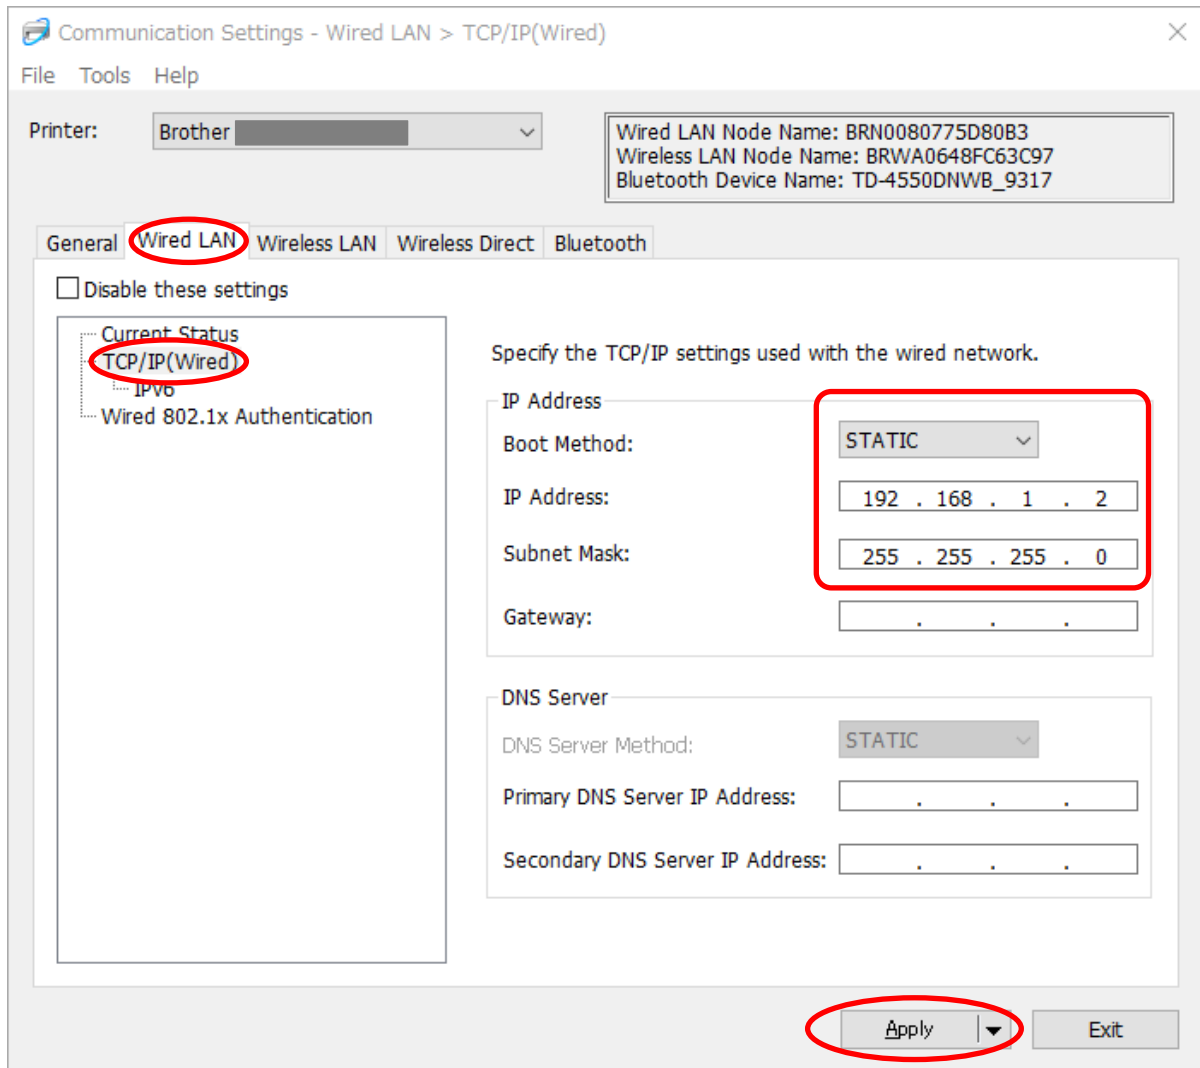 Communication Settings - Wired LAN > TCP/IP(Wired)
File Tools Help
Printer: Brother
Wired LAN Node Name: BRN0080775D80B3
Wireless LAN Node Name: BRWA0648FC63C97
Bluetooth Device Name: TD-4550DNWB_9317
General Wired LAN Wireless LAN Wireless Direct Bluetooth
Disable these settings
Current Status
TCP/IP(Wired)
IPv6
Wired 802.1x Authentication
Specify the TCP/IP settings used with the wired network.
IP Address
Boot Method: STATIC
IP Address: 192 . 168 . 1 . 2
Subnet Mask: 255 . 255 . 255 . 0
Gateway: . . .
DNS Server
DNS Server Method: STATIC
Primary DNS Server IP Address: . . .
Secondary DNS Server IP Address: . . .
Apply Exit